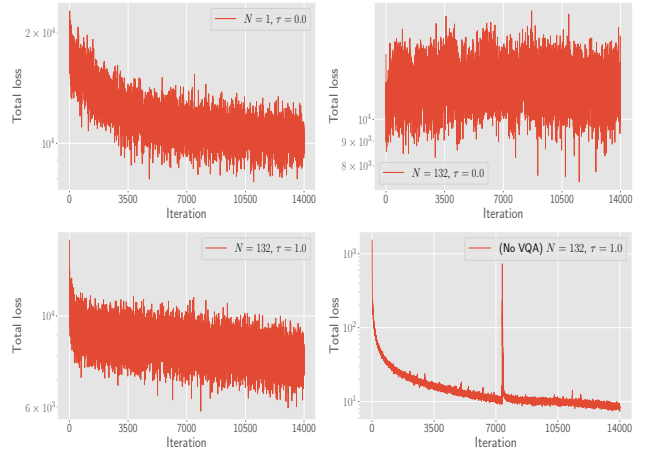 N = 1, τ = 0.0
2 × 10⁴
10⁴
Total loss
0 3500 7000 10500 14000
Iteration
10⁴
9 × 10³
8 × 10³
Total loss
N = 132, τ = 0.0
0 3500 7000 10500 14000
Iteration
N = 132, τ = 1.0
10⁴
6 × 10³
Total loss
0 3500 7000 10500 14000
Iteration
(No VQA) N = 132, τ = 1.0
10³
10²
10¹
Total loss
0 3500 7000 10500 14000
Iteration